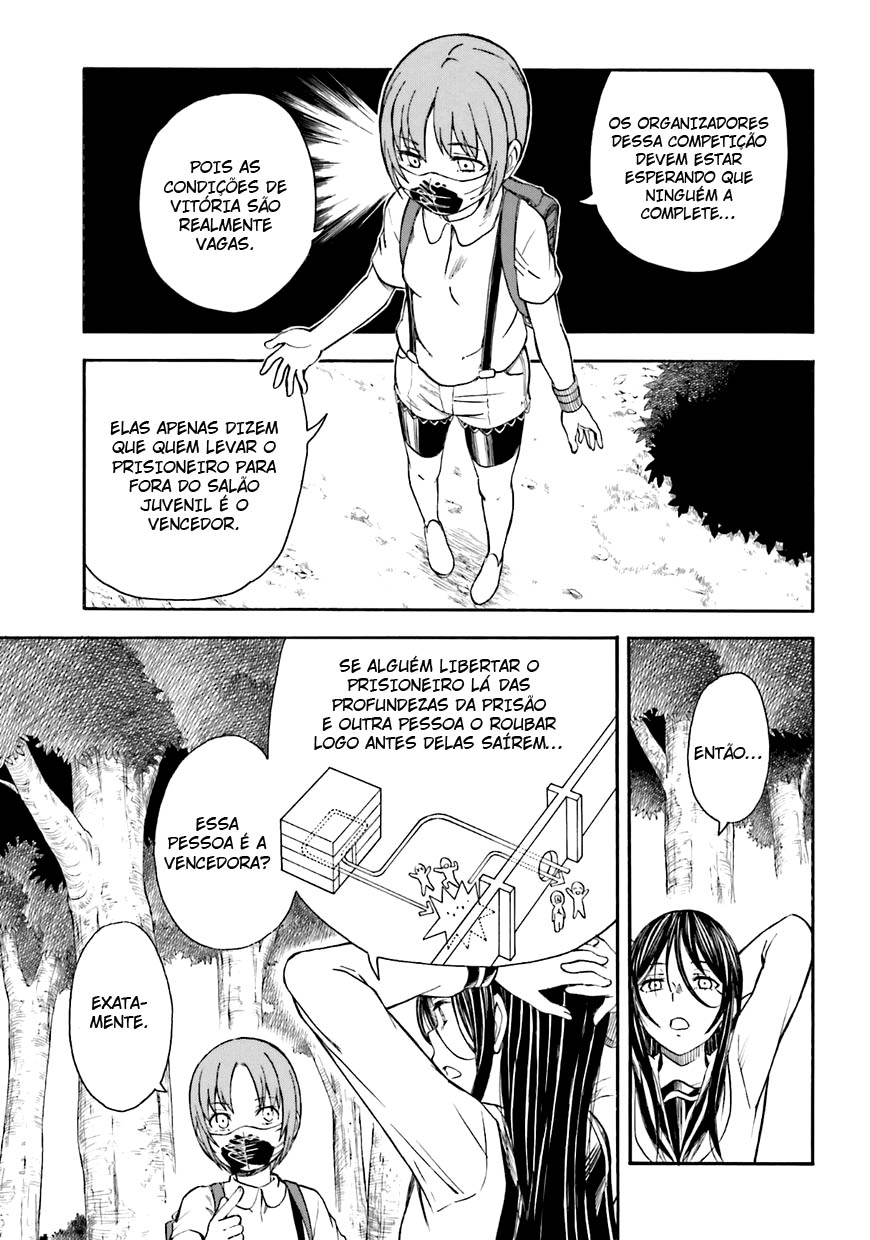 OS ORGANIZADORES
DESSA COMPETIÇÃO
DEVEM ESTAR
ESPERANDO QUE
NINGUÉM A
COMPLETE...
POIS AS
CONDIÇÕES DE
VITÓRIA SÃO
REALMENTE
VAGAS.
ELAS APENAS DIZEM
QUE QUEM LEVAR O
PRISIONEIRO PARA
FORA DO SALÃO
JUVENIL É O
VENCEDOR.
ENTÃO...
SE ALGUÉM LIBERTAR O
PRISIONEIRO LÁ DAS
PROFUNDEZAS DA PRISÃO
E OUTRA PESSOA O ROUBAR
LOGO ANTES DELAS SAÍREM...
ESSA
PESSOA É A
VENCEDORA?
EXATA-
MENTE.